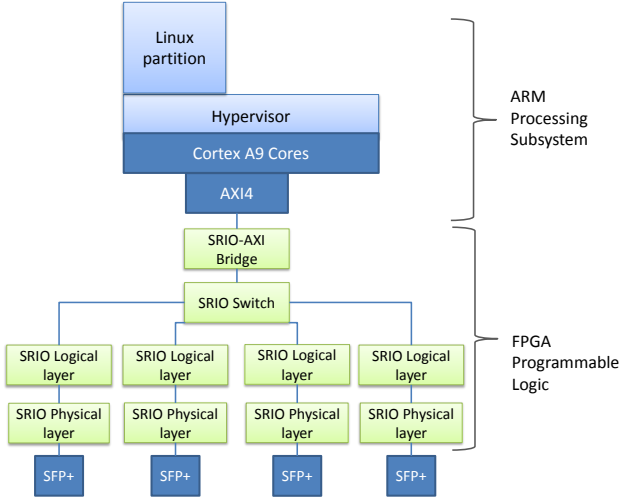 Linux
partition
Hypervisor
Cortex A9 Cores
AXI4
ARM
Processing
Subsystem
SRIO-AXI
Bridge
SRIO Switch
SRIO Logical
layer
SRIO Logical
layer
SRIO Logical
layer
SRIO Logical
layer
SRIO Physical
layer
SRIO Physical
layer
SRIO Physical
layer
SRIO Physical
layer
SFP+
SFP+
SFP+
SFP+
FPGA
Programmable
Logic